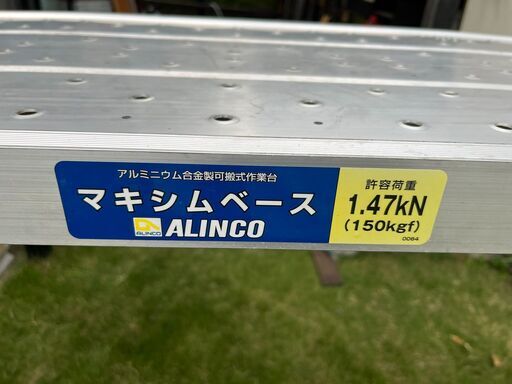 アルミニウム合金製可搬式作業台
マキシムベース
ALINCO ALINCO
許容荷重
1.47kN
(150kgf)
0064